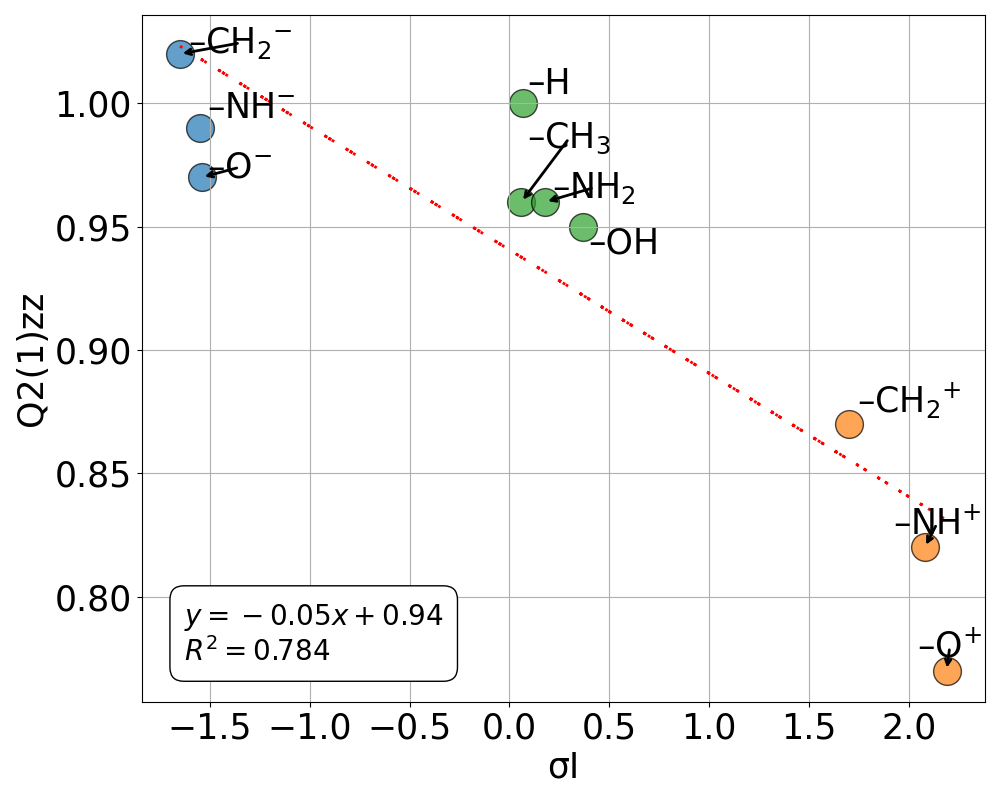 –CH₂⁻
–NH⁻
–O⁻
–H
–CH₃
–NH₂
–OH
–CH₂⁺
–NH⁺
–O⁺
y = −0.05x + 0.94
R² = 0.784
Q2(1)zz
1.00
0.95
0.90
0.85
0.80
−1.5 −1.0 −0.5 0.0 0.5 1.0 1.5 2.0
σI